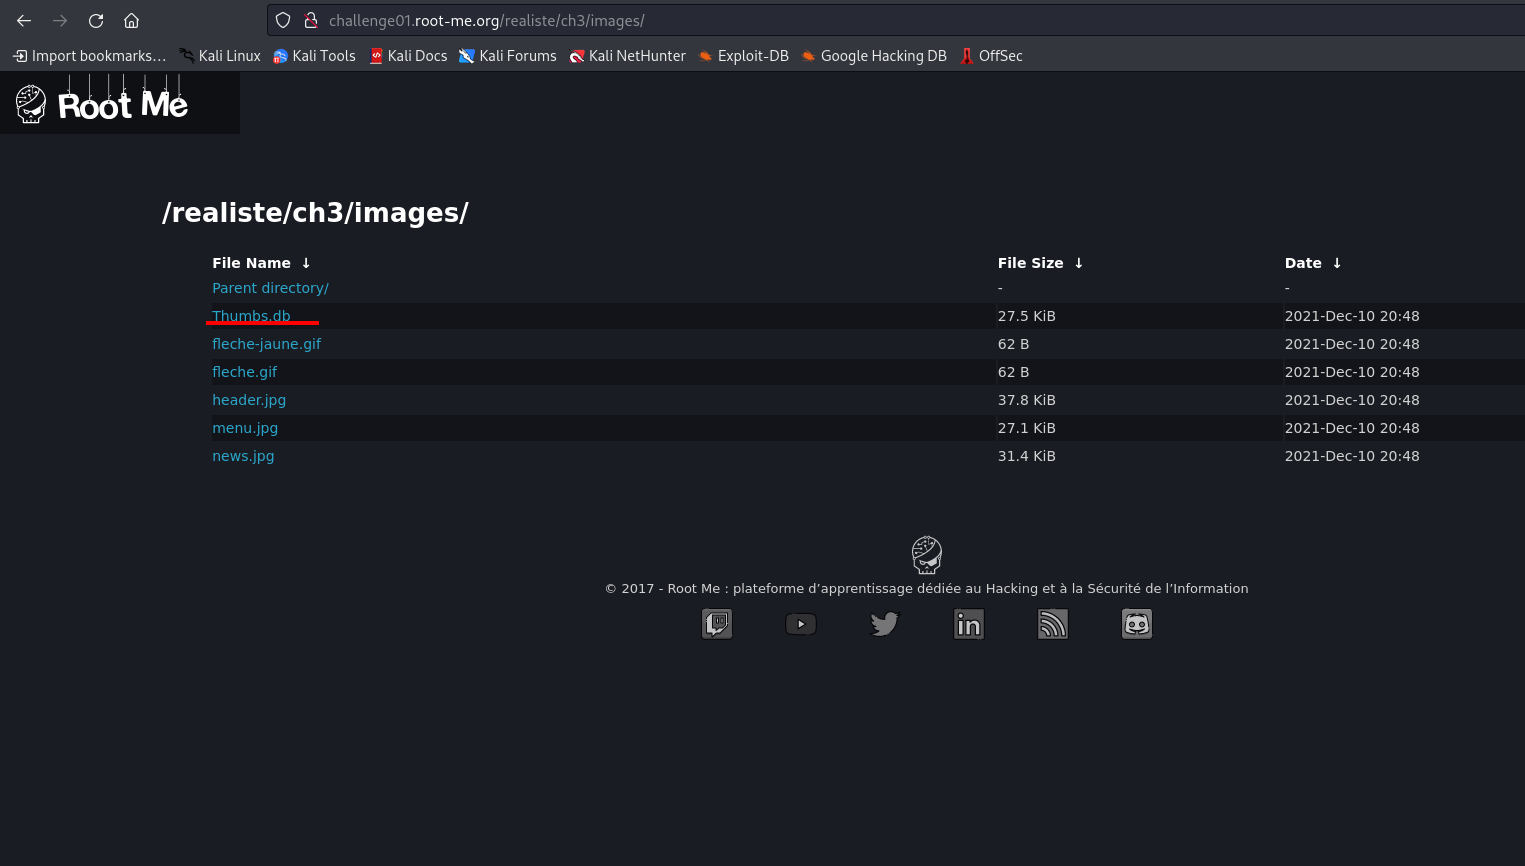 challenge01.root-me.org/realiste/ch3/images/
Import bookmarks... Kali Linux Kali Tools Kali Docs Kali Forums Kali NetHunter Exploit-DB Google Hacking DB OffSec
Root Me
/realiste/ch3/images/
File Name ↓ File Size ↓ Date ↓
Parent directory/ - -
Thumbs.db 27.5 KiB 2021-Dec-10 20:48
fleche-jaune.gif 62 B 2021-Dec-10 20:48
fleche.gif 62 B 2021-Dec-10 20:48
header.jpg 37.8 KiB 2021-Dec-10 20:48
menu.jpg 27.1 KiB 2021-Dec-10 20:48
news.jpg 31.4 KiB 2021-Dec-10 20:48
© 2017 - Root Me : plateforme d’apprentissage dédiée au Hacking et à la Sécurité de l’Information
in